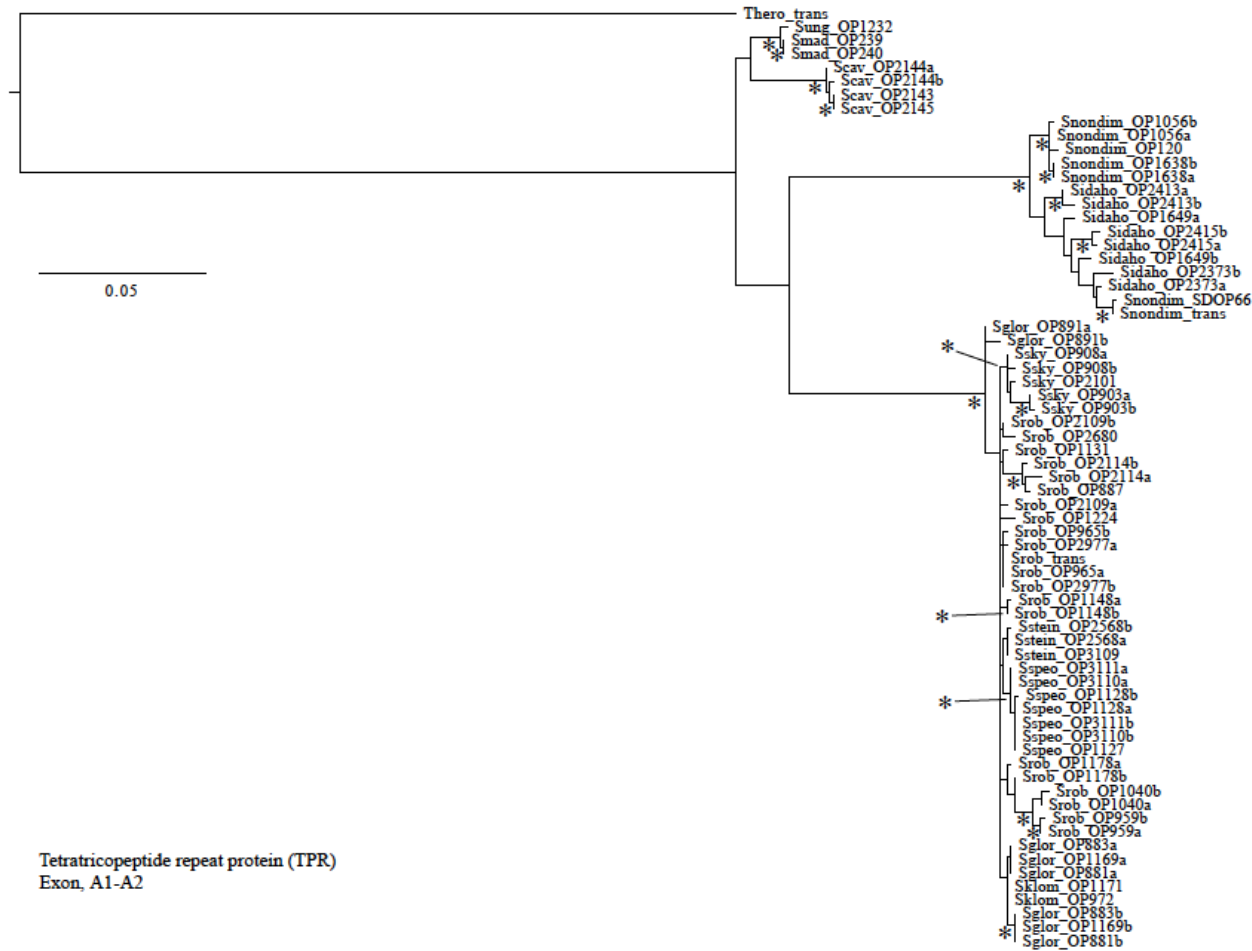 Thero_trans
Sung_OP1232
Smad_OP239
Smad_OP240
Scav_OP2144a
Scav_OP2144b
Scav_OP2143
Scav_OP2145
Snondim_OP1056b
Snondim_OP1056a
Snondim_OP120
Snondim_OP1638b
Snondim_OP1638a
Sidaho_OP2413a
Sidaho_OP2413b
Sidaho_OP1649a
Sidaho_OP2415b
Sidaho_OP2415a
Sidaho_OP1649b
Sidaho_OP2373b
Sidaho_OP2373a
Snondim_SDOP66
Snondim_trans
0.05
Sglor_OP891a
Sglor_OP891b
Ssky_OP908a
Ssky_OP908b
Ssky_OP2101
Ssky_OP903a
Ssky_OP903b
Srob_OP2109b
Srob_OP2680
Srob_OP1131
Srob_OP2114b
Srob_OP2114a
Srob_OP887
Srob_OP2109a
Srob_OP1224
Srob_OP965b
Srob_OP2977a
Srob_trans
Srob_OP965a
Srob_OP2977b
Srob_OP1148a
Srob_OP1148b
Sstein_OP2568b
Sstein_OP2568a
Sstein_OP3109
Sspeo_OP3111a
Sspeo_OP3110a
Sspeo_OP1128b
Sspeo_OP1128a
Sspeo_OP3111b
Sspeo_OP3110b
Sspeo_OP1127
Srob_OP1178a
Srob_OP1178b
Srob_OP1040b
Srob_OP1040a
Srob_OP959b
Srob_OP959a
Sglor_OP883a
Sglor_OP1169a
Sglor_OP881a
Sklom_OP1171
Sklom_OP972
Sglor_OP883b
Sglor_OP1169b
Sglor_OP881b
Tetratricopeptide repeat protein (TPR)
Exon, A1-A2